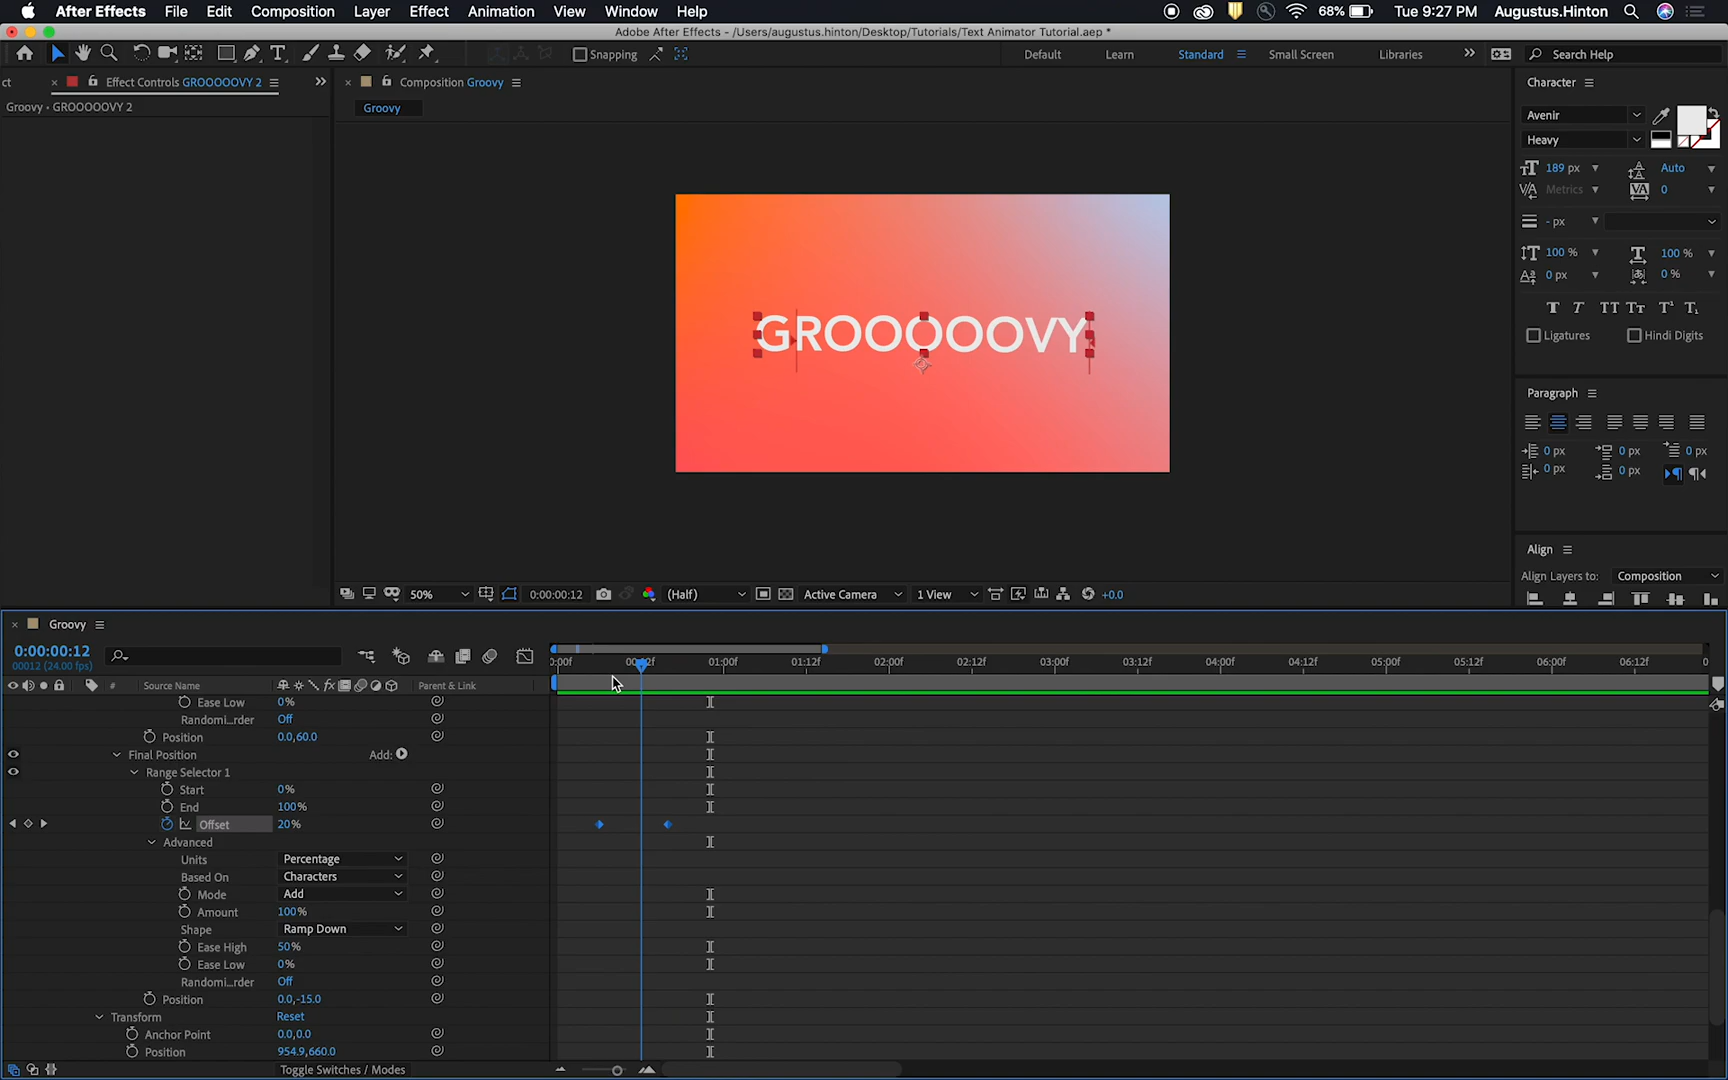 After Effects File Edit Composition Layer Effect Animation View Window Help 68% Tue 9:27 PM Augustus.Hinton
Adobe After Effects - /Users/augustus.hinton/Desktop/Tutorials/Text Animator Tutorial.aep *
Snapping Default Learn Standard Small Screen Libraries Search Help
ct Effect Controls GROOOOOVY 2 Composition Groovy Character
Groovy • GROOOOOVY 2 Groovy
Avenir
Heavy
189 px Auto
Metrics 0
- px
100 % 100 %
0 px 0 %
Ligatures Hindi Digits
GROOOOOVY
Paragraph
0 px 0 px 0 px
0 px 0 px
Align
Align Layers to: Composition
50% 0:00:00:12 (Half) Active Camera 1 View +0.0
Groovy
0:00:00:12
00012 (24.00 fps)
# Source Name Parent & Link
0:00f 00:12f 01:00f 01:12f 02:00f 02:12f 03:00f 03:12f 04:00f 04:12f 05:00f 05:12f 06:00f 06:12f 0
Ease Low 0%
Randomi...rder Off
Position 0.0,60.0
Final Position Add:
Range Selector 1
Start 0%
End 100%
Offset 20%
Advanced
Units Percentage
Based On Characters
Mode Add
Amount 100%
Shape Ramp Down
Ease High 50%
Ease Low 0%
Randomi...rder Off
Position 0.0,-15.0
Transform Reset
Anchor Point 0.0,0.0
Position 954.9,660.0
Toggle Switches / Modes